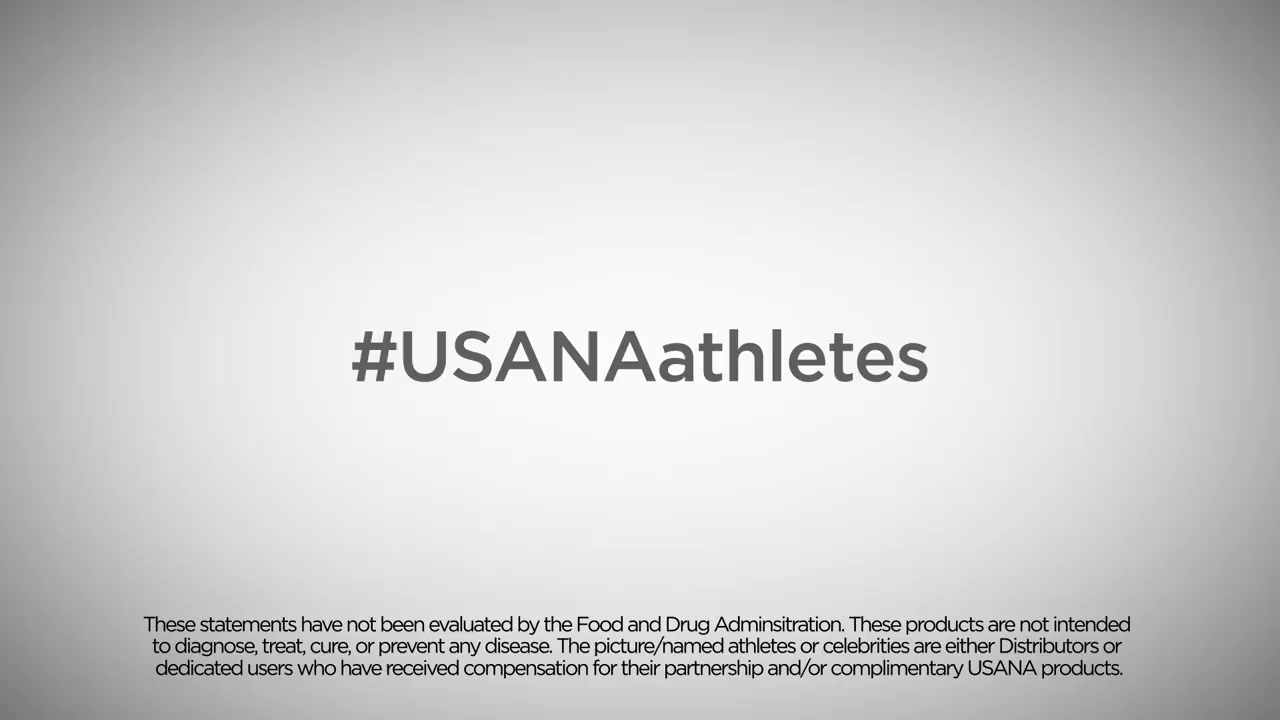 #USANAathletes
These statements have not been evaluated by the Food and Drug Adminsitration. These products are not intended
to diagnose, treat, cure, or prevent any disease. The picture/named athletes or celebrities are either Distributors or
dedicated users who have received compensation for their partnership and/or complimentary USANA products.